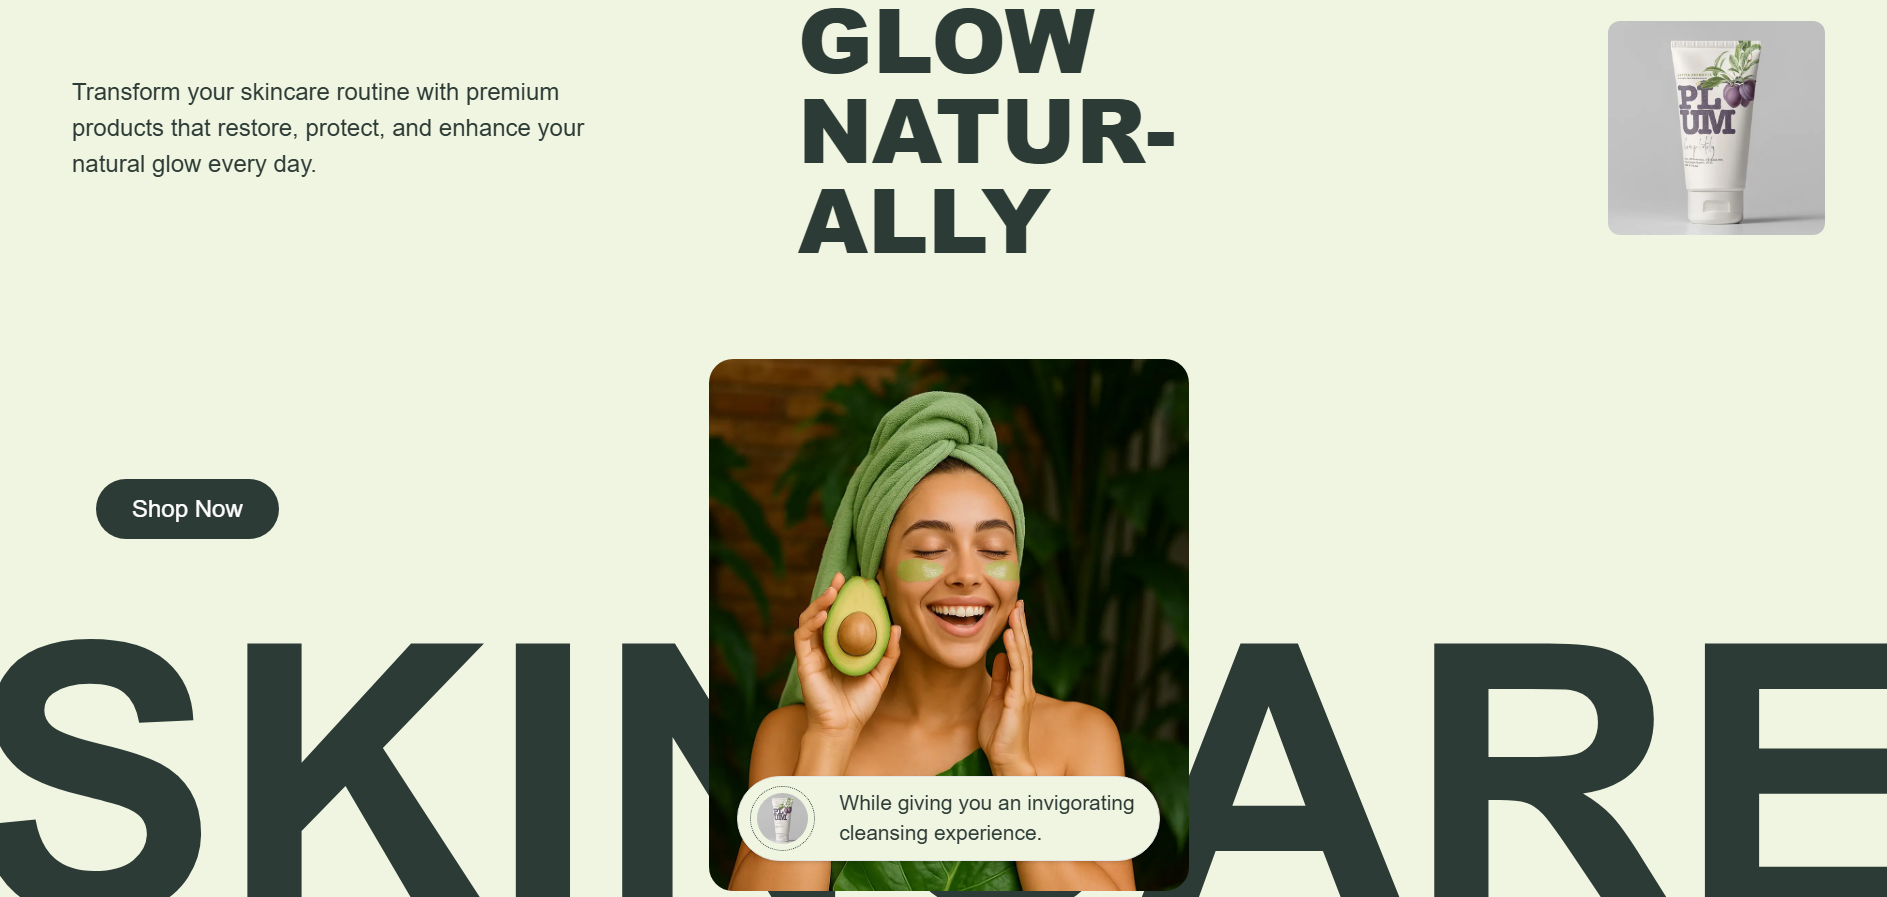 Transform your skincare routine with premium
products that restore, protect, and enhance your
natural glow every day.
GLOW
NATUR-
ALLY
PL
UM
Shop Now
SKIN
ARE
While giving you an invigorating
cleansing experience.